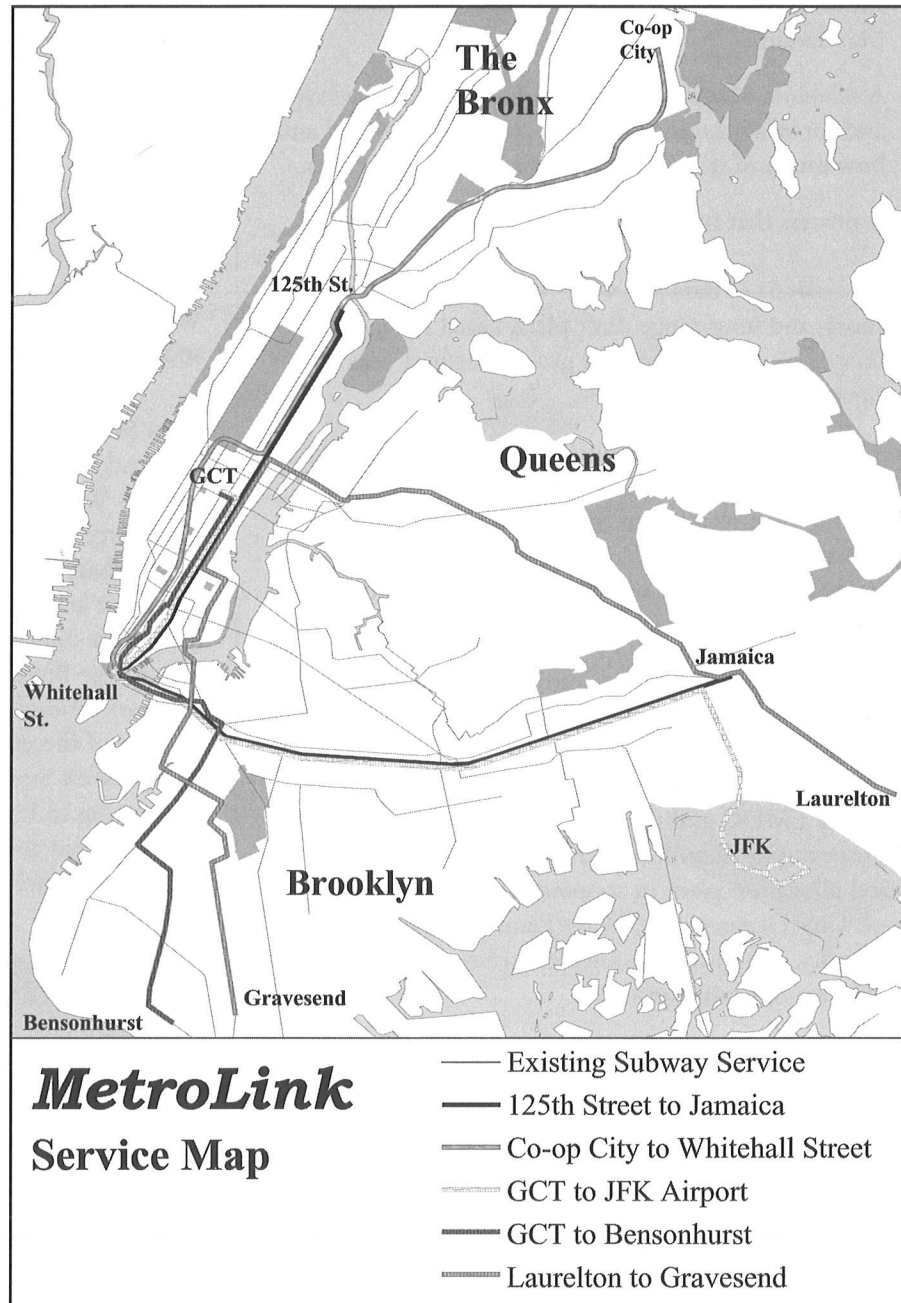 The
Bronx
Co-op
City
125th St.
Queens
GCT
Jamaica
Whitehall
St.
Laurelton
JFK
Brooklyn
Gravesend
Bensonhurst
MetroLink
Service Map
Existing Subway Service
125th Street to Jamaica
Co-op City to Whitehall Street
GCT to JFK Airport
GCT to Bensonhurst
Laurelton to Gravesend